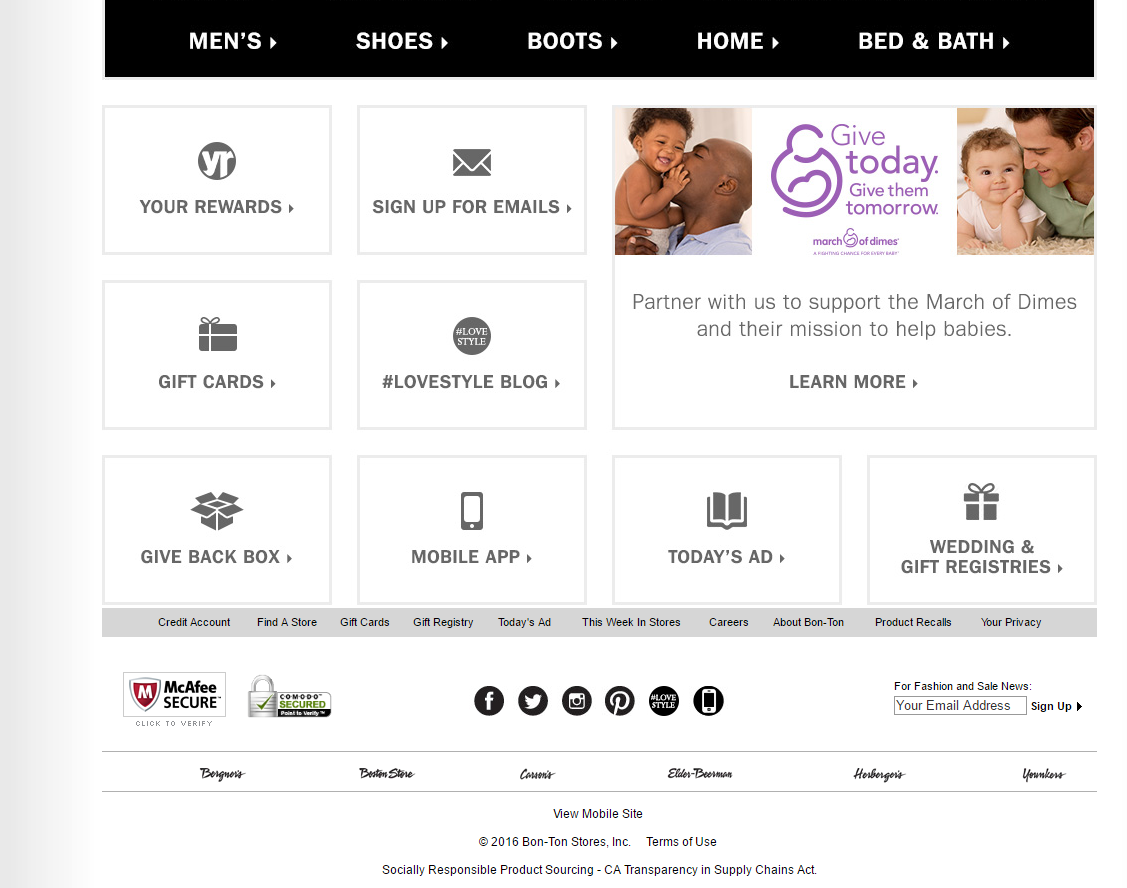 MEN'S SHOES BOOTS HOME BED & BATH
yr
YOUR REWARDS
SIGN UP FOR EMAILS
Give
today.
Give them
tomorrow.
march of dimes®
A FIGHTING CHANCE FOR EVERY BABY™
Partner with us to support the March of Dimes
and their mission to help babies.
LEARN MORE
GIFT CARDS
#LOVE
STYLE
#LOVESTYLE BLOG
GIVE BACK BOX
MOBILE APP
TODAY'S AD
WEDDING &
GIFT REGISTRIES
Credit Account Find A Store Gift Cards Gift Registry Today's Ad This Week In Stores Careers About Bon-Ton Product Recalls Your Privacy
M McAfee
SECURE™
CLICK TO VERIFY
COMODO™
SECURED
Point to Verify™
#LOVE
STYLE
For Fashion and Sale News:
Your Email Address Sign Up
Bergner's Boston Store Carson's Elder-Beerman Herberger's Younkers
View Mobile Site
© 2016 Bon-Ton Stores, Inc. Terms of Use
Socially Responsible Product Sourcing - CA Transparency in Supply Chains Act.